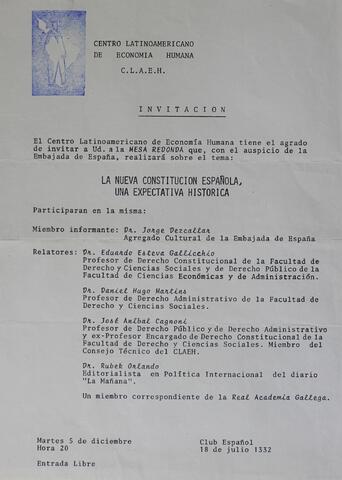 CENTRO LATINOAMERICANO
DE ECONOMIA HUMANA
C.L.A.E.H.
INVITACION
El Centro Latinoamericano de Economía Humana tiene el agrado
de invitar a Ud. a la MESA REDONDA que, con el auspicio de la
Embajada de España, realizará sobre el tema:
LA NUEVA CONSTITUCION ESPAÑOLA,
UNA EXPECTATIVA HISTORICA
Participaran en la misma:
Miembro informante: Dr. Jorge Dezcallar
Agregado Cultural de la Embajada de España
Relatores: Dr. Eduardo Esteva Gallicchio
Profesor de Derecho Constitucional de la Facultad
de Derecho y Ciencias Sociales y de Derecho Público de la
Facultad de Ciencias Económicas y de Administración.
Dr. Daniel Hugo Martins
Profesor de Derecho Administrativo de la Facultad de
Derecho y Ciencias Sociales.
Dr. José Aníbal Cagnoni
Profesor de Derecho Público y de Derecho Administrativo
y ex-Profesor Encargado de Derecho Constitucional de la
Facultad de Derecho y Ciencias Sociales. Miembro del
Consejo Técnico del CLAEH.
Dr. Rubek Orlando
Editorialista en Política Internacional del diario
"La Mañana".
Un miembro correspondiente de la Real Academia Gallega.
Martes 5 de diciembre
Hora 20
Entrada Libre
Club Español
18 de julio 1332